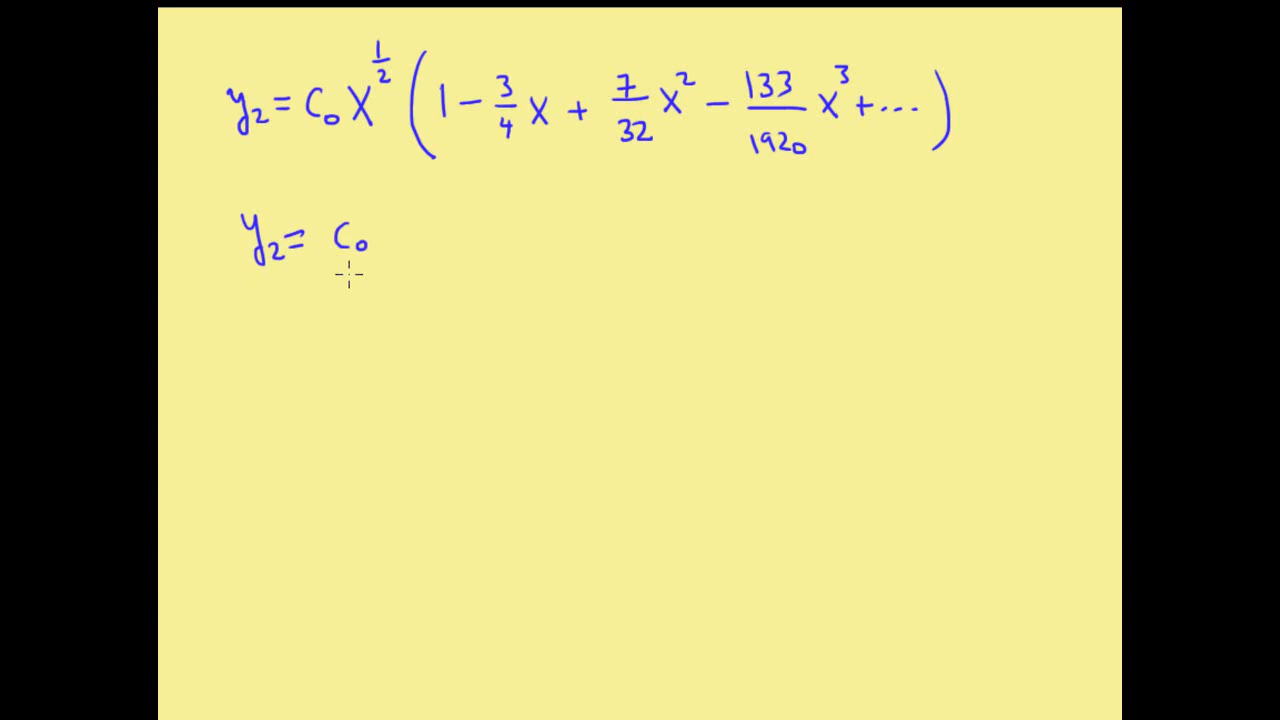 y₂ = C₀ X^(1/2) (1 − 3/4 X + 7/32 X² − 133/1920 X³ + ⋯)
y₂ = C₀